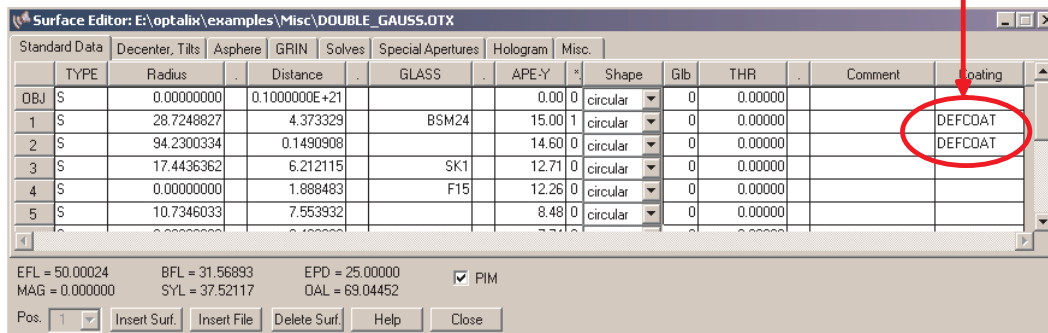 Surface Editor: E:\optalix\examples\Misc\DOUBLE_GAUSS.OTX
Standard Data Decenter, Tilts Asphere GRIN Solves Special Apertures Hologram Misc.
TYPE Radius . Distance . GLASS . APE-Y * Shape Glb THR . Comment Coating
OBJ S 0.00000000 0.1000000E+21 0.00 0 circular 0 0.00000
1 S 28.7248827 4.373329 BSM24 15.00 1 circular 0 0.00000 DEFCOAT
2 S 94.2300334 0.1490908 14.60 0 circular 0 0.00000 DEFCOAT
3 S 17.4436362 6.212115 SK1 12.71 0 circular 0 0.00000
4 S 0.00000000 1.888483 F15 12.26 0 circular 0 0.00000
5 S 10.7346033 7.553932 8.48 0 circular 0 0.00000
EFL = 50.00024 BFL = 31.56893 EPD = 25.00000 PIM
MAG = 0.000000 SYL = 37.52117 OAL = 69.04452
Pos. 1 Insert Surf. Insert File Delete Surf. Help Close